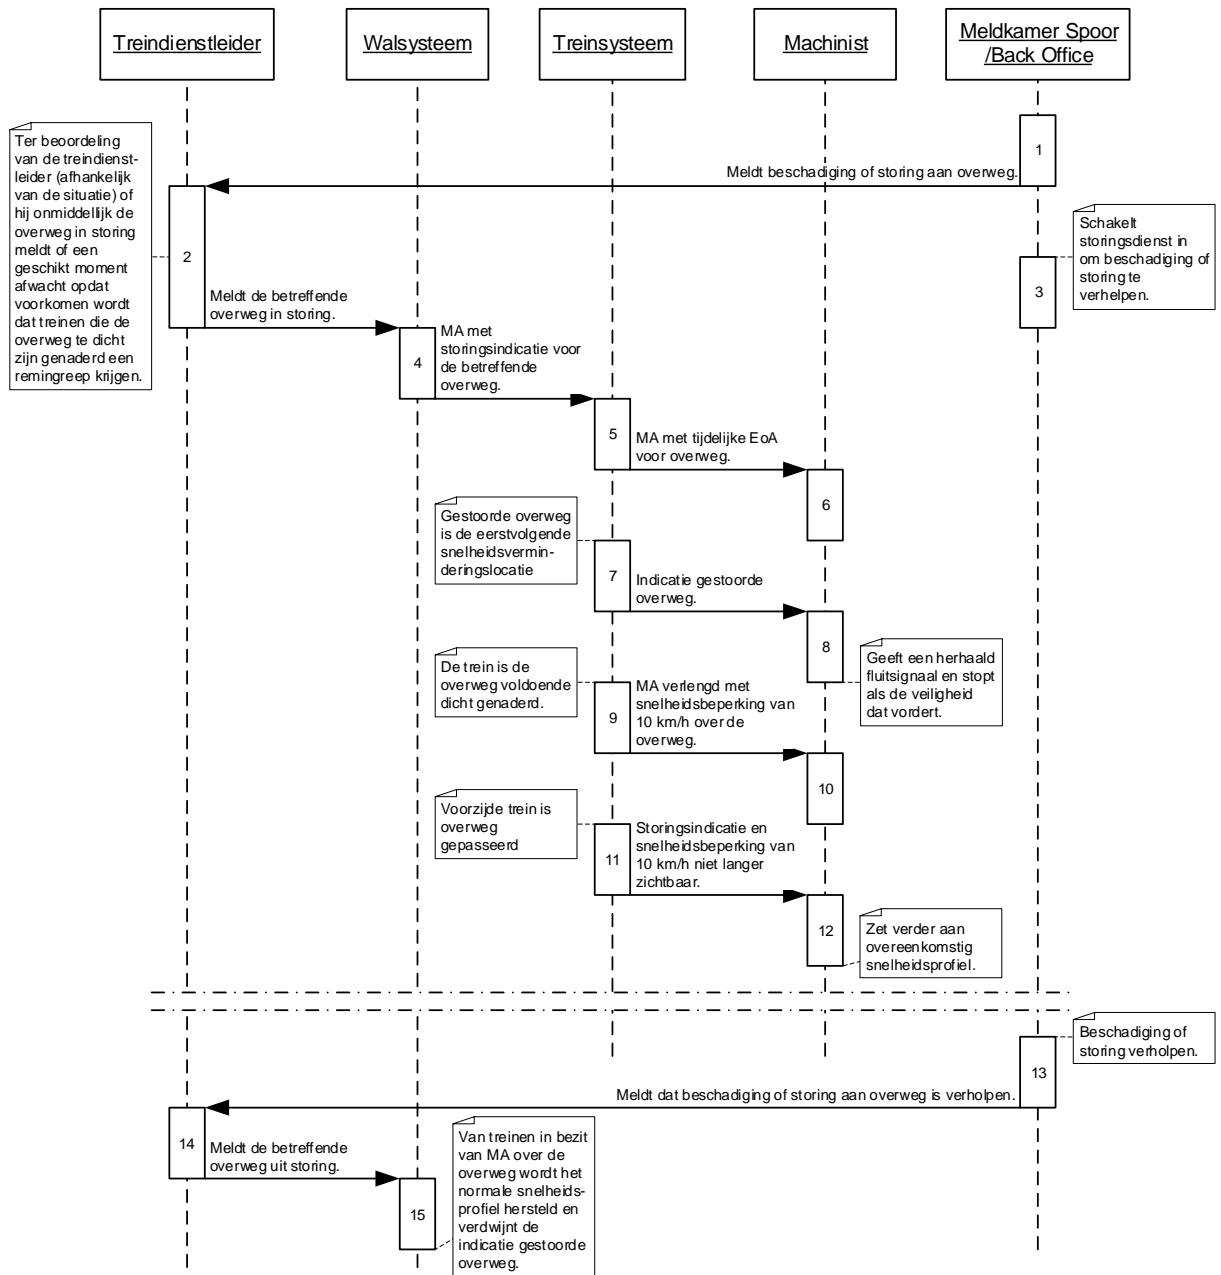 Treindienstleider
Walsysteem
Treinsysteem
Machinist
Meldkamer Spoor
/Back Office
1
Meldt beschadiging of storing aan overweg.
Ter beoordeling
van de treindienst-
leider (afhankelijk
van de situatie) of
hij onmiddellijk de
overweg in storing
meldt of een
geschikt moment
afwacht opdat
voorkomen wordt
dat treinen die de
overweg te dicht
zijn genaderd een
remingreep krijgen.
2
Schakelt
storingsdienst in
om beschadiging of
storing te
verhelpen.
3
Meldt de betreffende
overweg in storing.
4
MA met
storingsindicatie voor
de betreffende
overweg.
5
MA met tijdelijke EoA
voor overweg.
6
Gestoorde overweg
is de eerstvolgende
snelheidsvermin-
deringslocatie
7
Indicatie gestoorde
overweg.
8
Geeft een herhaald
fluitsignaal en stopt
als de veiligheid
dat vordert.
De trein is de
overweg voldoende
dicht genaderd.
9
MA verlengd met
snelheidsbeperking van
10 km/h over de
overweg.
10
Voorzijde trein is
overweg
gepasseerd
11
Storingsindicatie en
snelheidsbeperking van
10 km/h niet langer
zichtbaar.
12
Zet verder aan
overeenkomstig
snelheidsprofiel.
Beschadiging of
storing verholpen.
13
Meldt dat beschadiging of storing aan overweg is verholpen.
14
Meldt de betreffende
overweg uit storing.
15
Van treinen in bezit
van MA over de
overweg wordt het
normale snelheids-
profiel hersteld en
verdwijnt de
indicatie gestoorde
overweg.